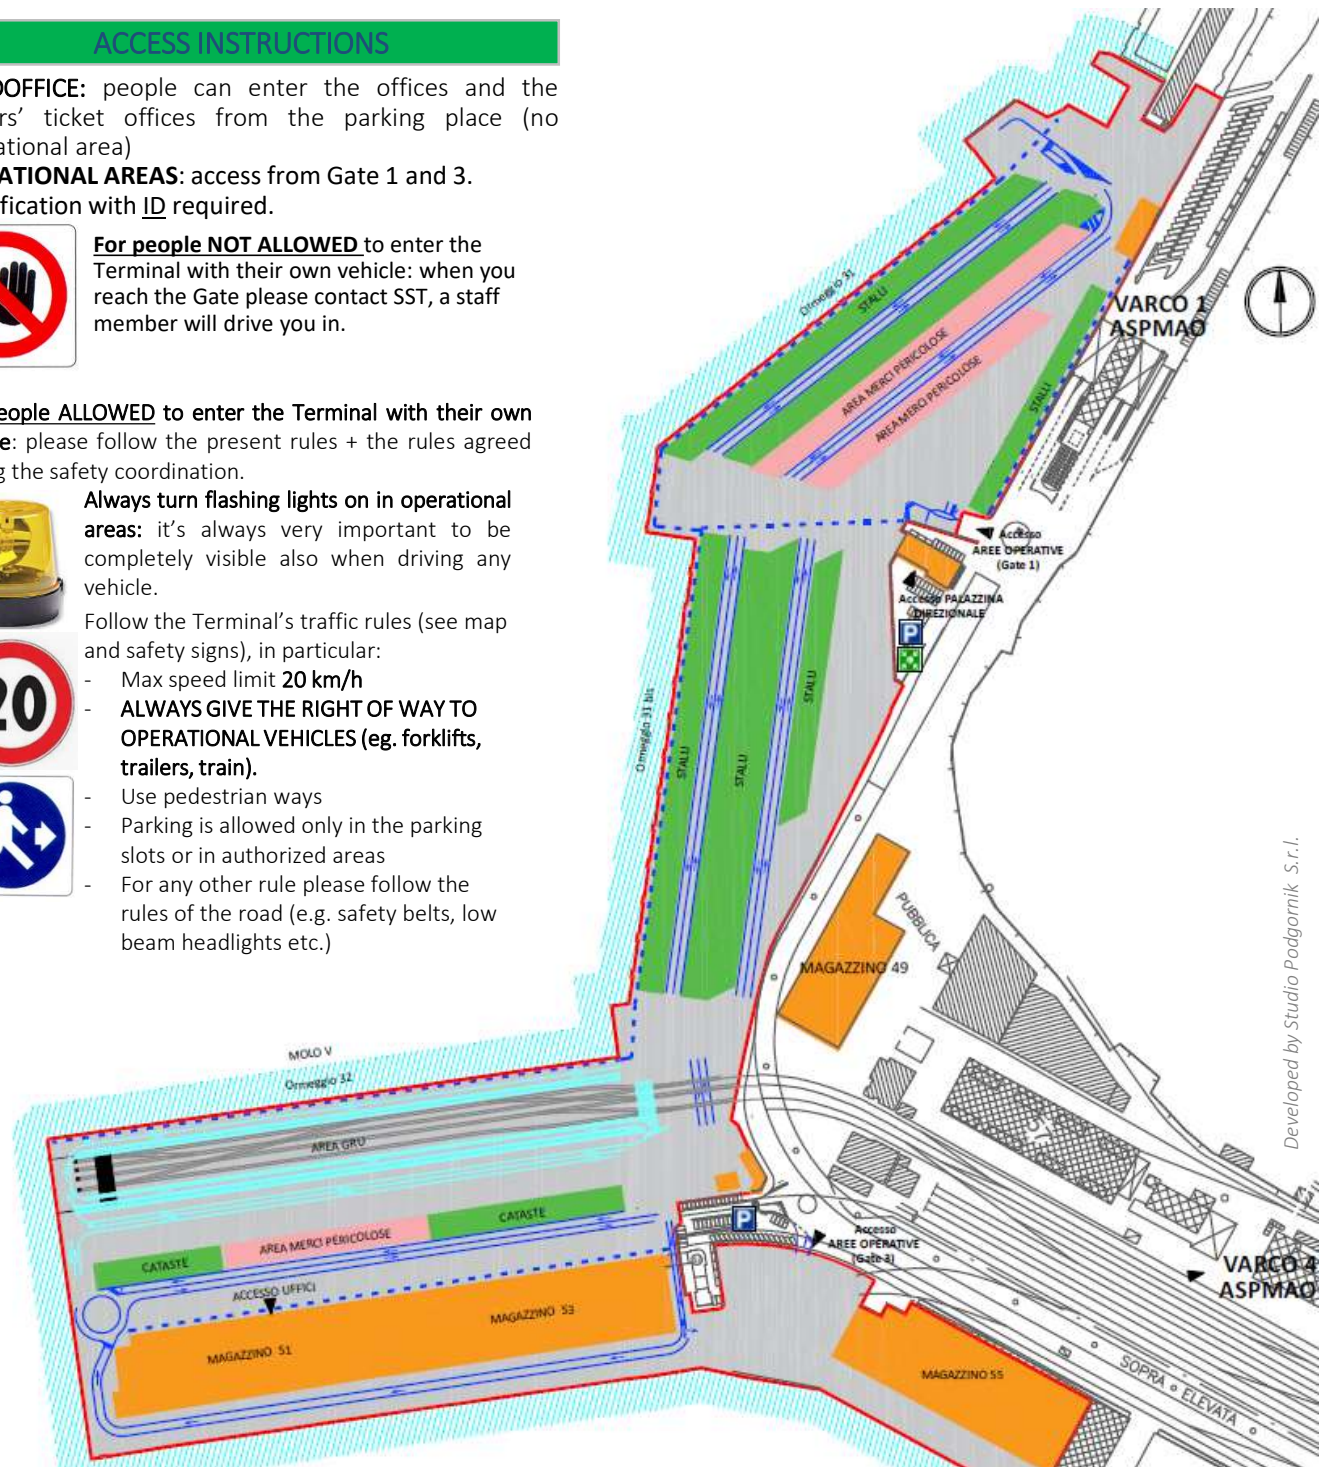 ACCESS INSTRUCTIONS
OFFICE: people can enter the offices and the
rs' ticket offices from the parking place (no
ational area)
ATIONAL AREAS: access from Gate 1 and 3.
fication with ID required.
For people NOT ALLOWED to enter the
Terminal with their own vehicle: when you
reach the Gate please contact SST, a staff
member will drive you in.
eople ALLOWED to enter the Terminal with their own
e: please follow the present rules + the rules agreed
g the safety coordination.
Always turn flashing lights on in operational
areas: it's always very important to be
completely visible also when driving any
vehicle.
Follow the Terminal's traffic rules (see map
and safety signs), in particular:
- Max speed limit 20 km/h
- ALWAYS GIVE THE RIGHT OF WAY TO
OPERATIONAL VEHICLES (eg. forklifts,
trailers, train).
- Use pedestrian ways
- Parking is allowed only in the parking
slots or in authorized areas
- For any other rule please follow the
rules of the road (e.g. safety belts, low
beam headlights etc.)
20
Ormeggio 31
STALLI
AREA MERCI PERICOLOSE
AREA MERCI PERICOLOSE
STALLI
VARCO 1
ASPMAO
Accesso
AREE OPERATIVE
(Gate 1)
Accesso PALAZZINA
DIREZIONALE
P
Ormeggio 31 bis
STALLI
STALLI
STALLI
MAGAZZINO 49
PUBBLICA
57
MOLO V
Ormeggio 32
AREA GRU
CATASTE
AREA MERCI PERICOLOSE
CATASTE
ACCESSO UFFICI
MAGAZZINO 51
MAGAZZINO 53
P
Accesso
AREE OPERATIVE
(Gate 3)
VARCO 4
ASPMAO
MAGAZZINO 55
SOPRA ELEVATA
Developed by Studio Podgornik S.r.l.